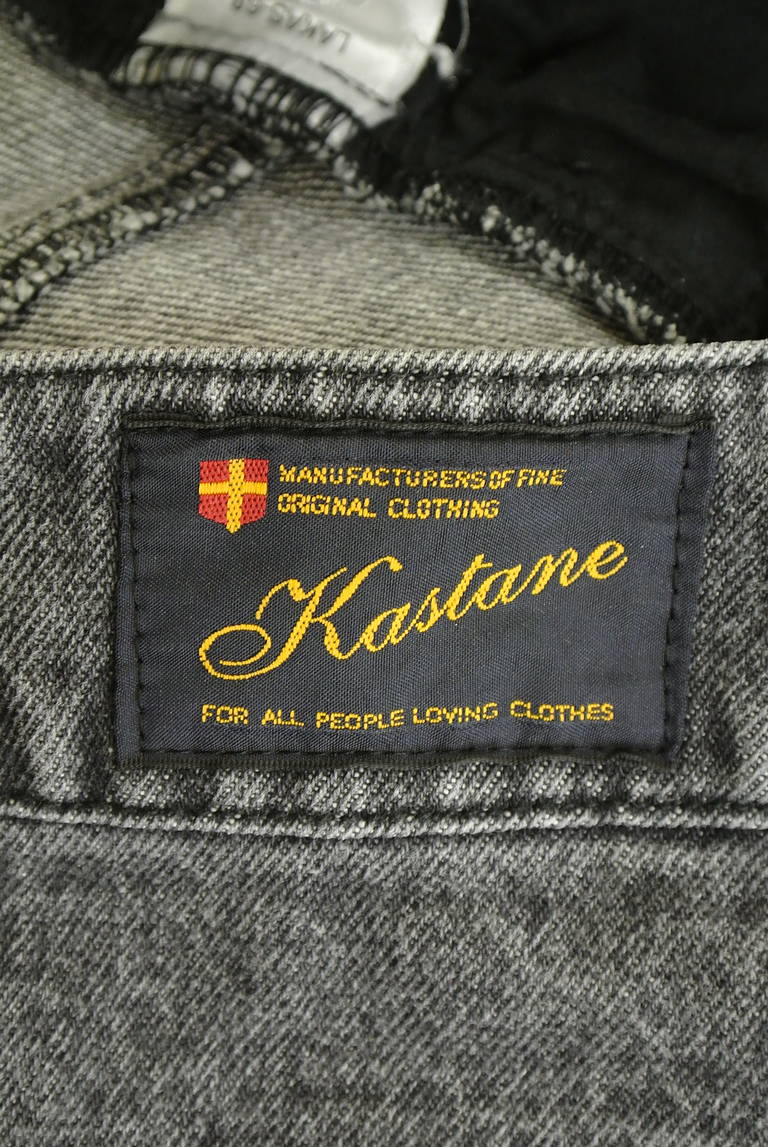 MANUFACTURERS OF FINE
ORIGINAL CLOTHING
Kastane
FOR ALL PEOPLE LOVING CLOTHES